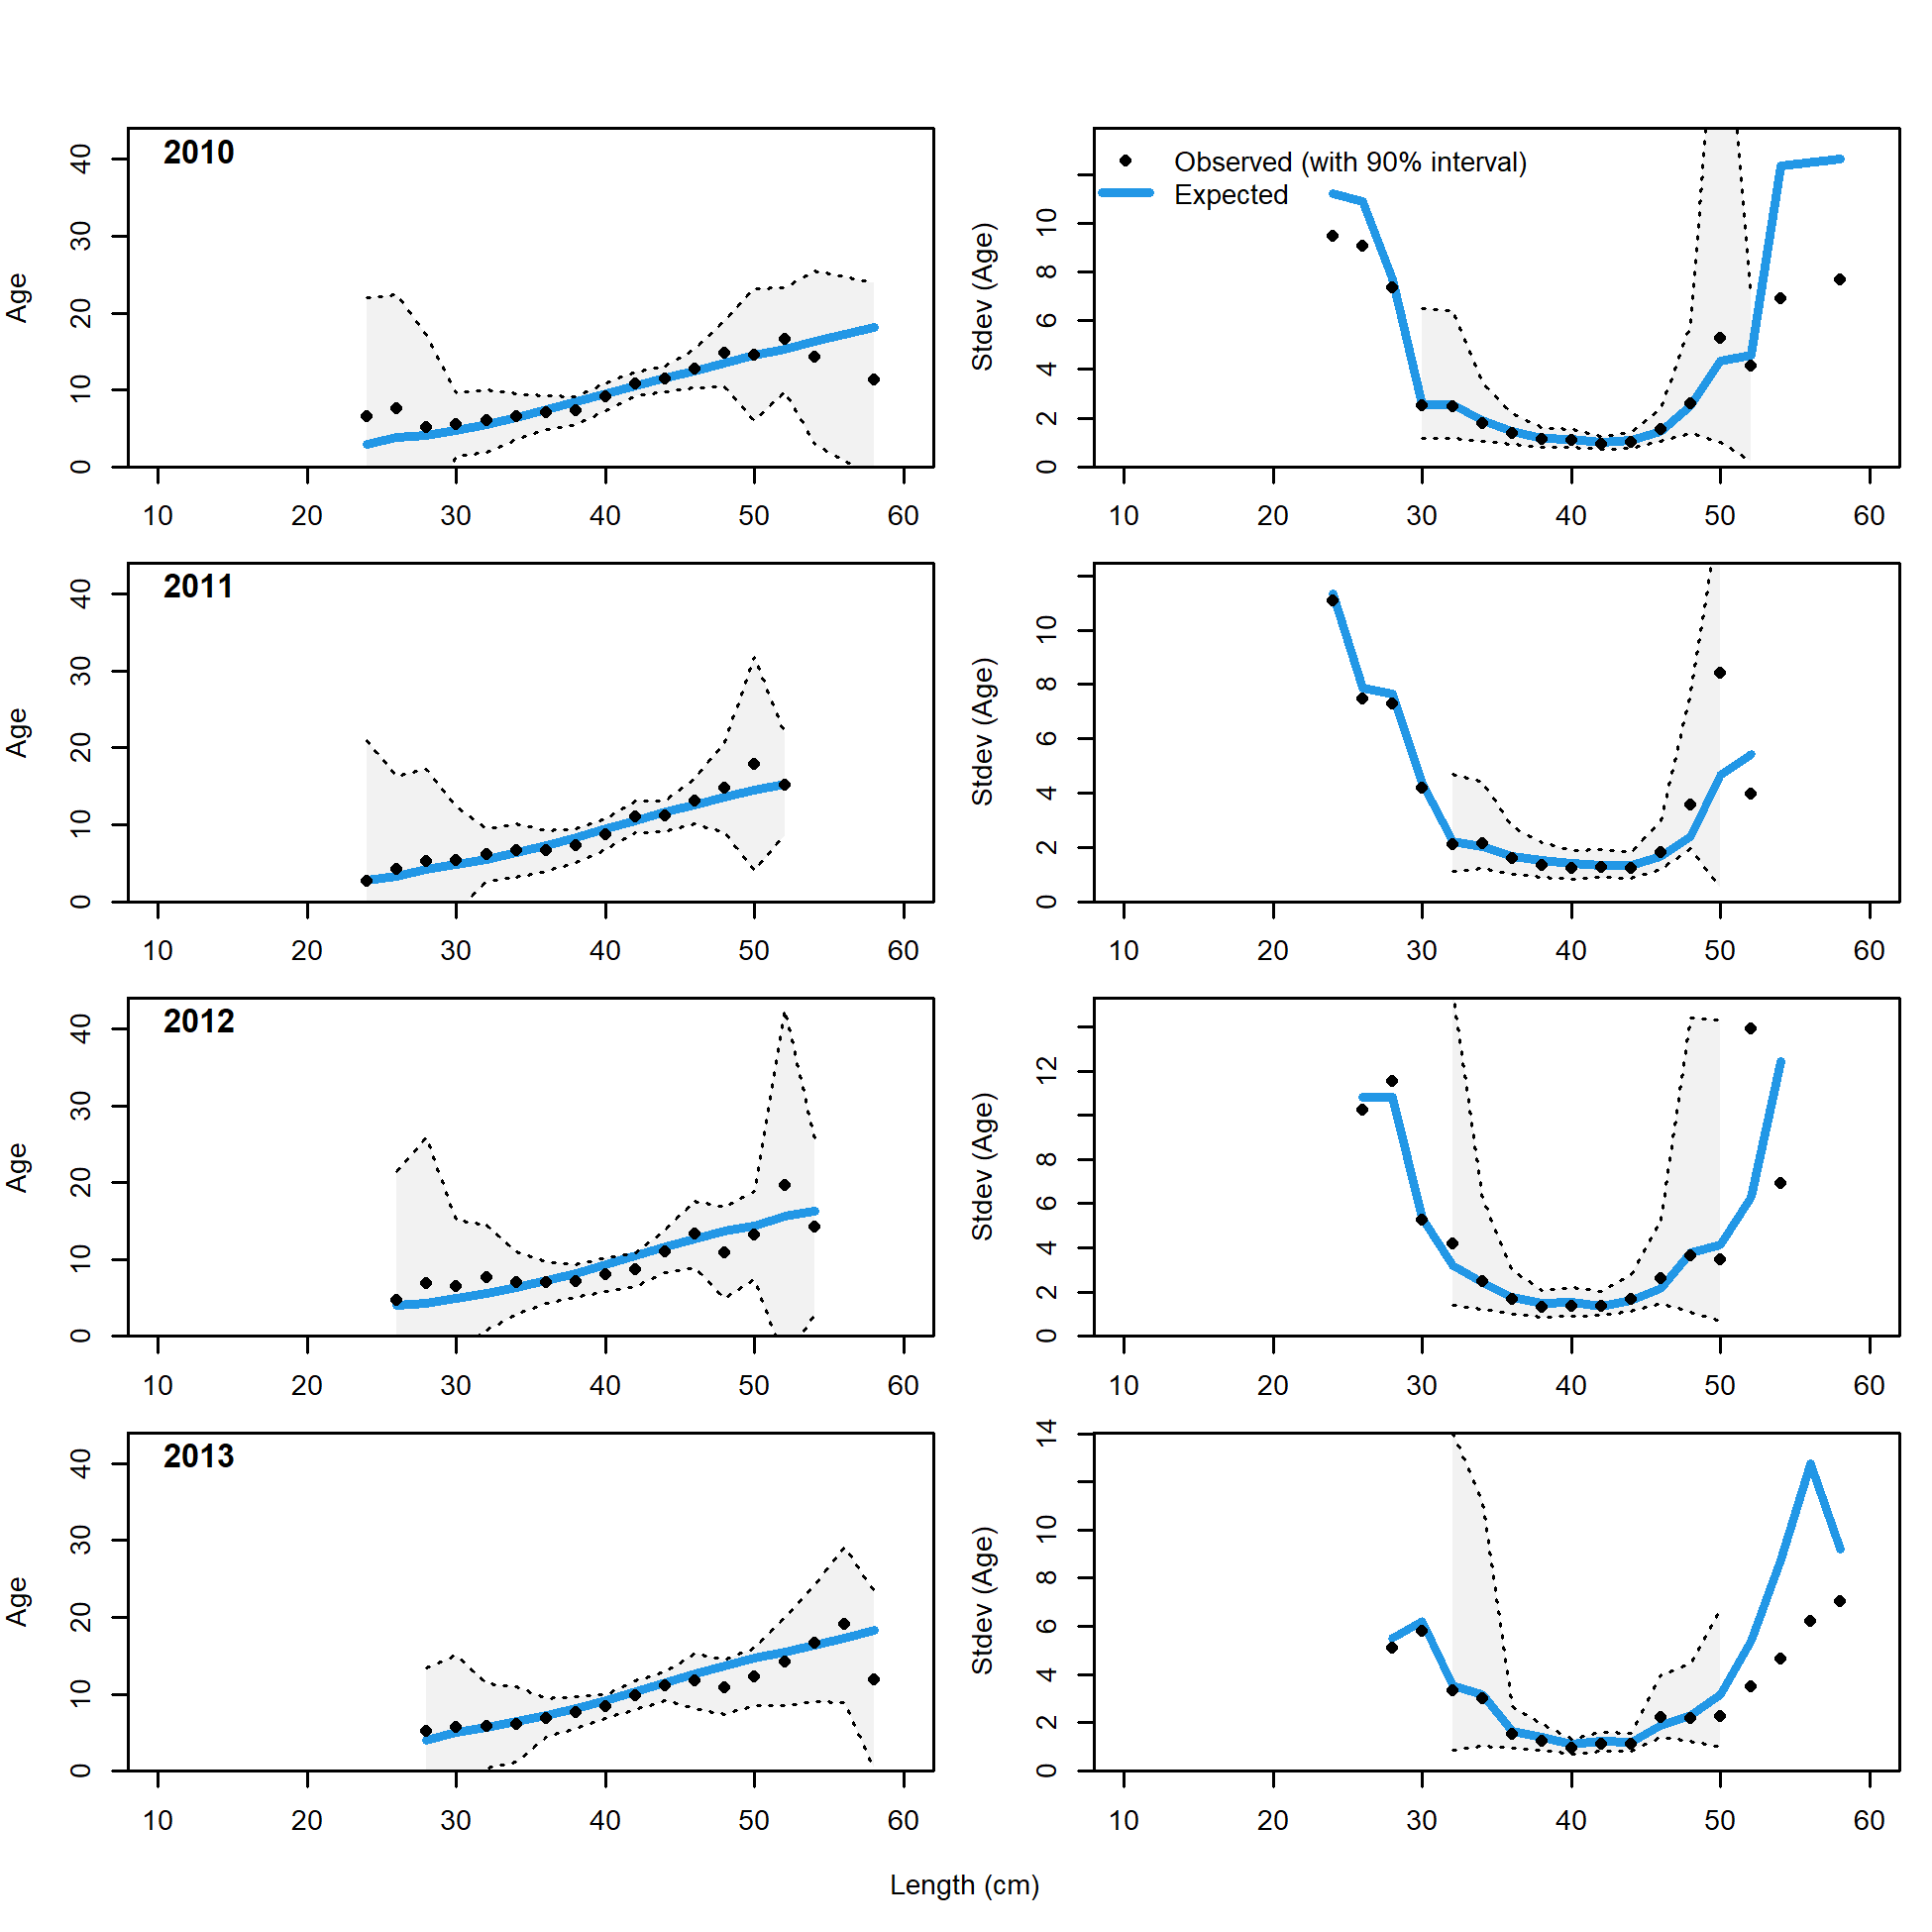 2010
Age
0 10 20 30 40
10 20 30 40 50 60
Observed (with 90% interval)
Expected
Stdev (Age)
0 2 4 6 8 10
10 20 30 40 50 60
2011
Age
0 10 20 30 40
10 20 30 40 50 60
Stdev (Age)
0 2 4 6 8 10
10 20 30 40 50 60
2012
Age
0 10 20 30 40
10 20 30 40 50 60
Stdev (Age)
0 2 4 6 8 12
10 20 30 40 50 60
2013
Age
0 10 20 30 40
10 20 30 40 50 60
Stdev (Age)
0 2 4 6 8 10 14
10 20 30 40 50 60
Length (cm)